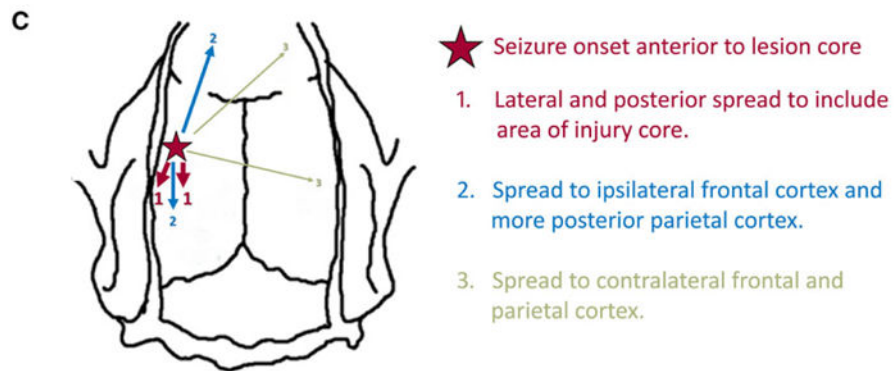 C
Seizure onset anterior to lesion core
1. Lateral and posterior spread to include
area of injury core.
2. Spread to ipsilateral frontal cortex and
more posterior parietal cortex.
3. Spread to contralateral frontal and
parietal cortex.
2
3
3
1 1
2